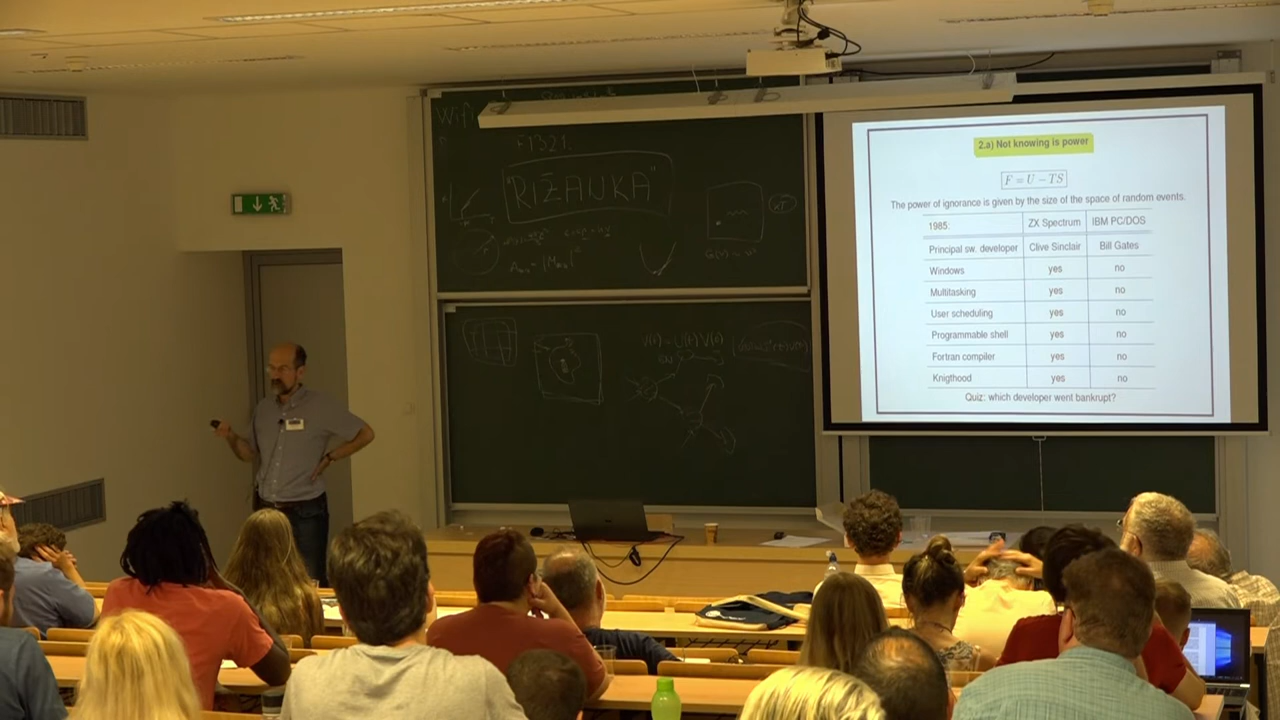 Wifi
F1321.
"RIŽANKA"
V(t) = U(t) V(0)
2.a) Not knowing is power
F = U − TS
The power of ignorance is given by the size of the space of random events.
1985: ZX Spectrum IBM PC/DOS
Principal sw. developer Clive Sinclair Bill Gates
Windows yes no
Multitasking yes no
User scheduling yes no
Programmable shell yes no
Fortran compiler yes no
Knigthood yes no
Quiz: which developer went bankrupt?